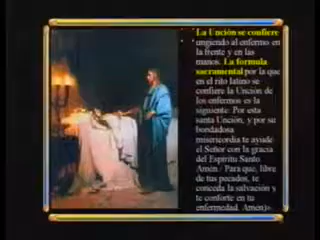 La Unción se confiere
ungiendo al enfermo en
la frente y en las
manos. La formula
sacramental por la que
en el rito latino se
confiere la Unción de
los enfermos es la
siguiente: Por esta
santa Unción, y por su
bordadosa
misericordia te ayude
el Señor con la gracia
del Espíritu Santo
Amén./ Para que, libre
de tus pecados, te
conceda la salvación y
te conforte en tu
enfermedad. Amén)».